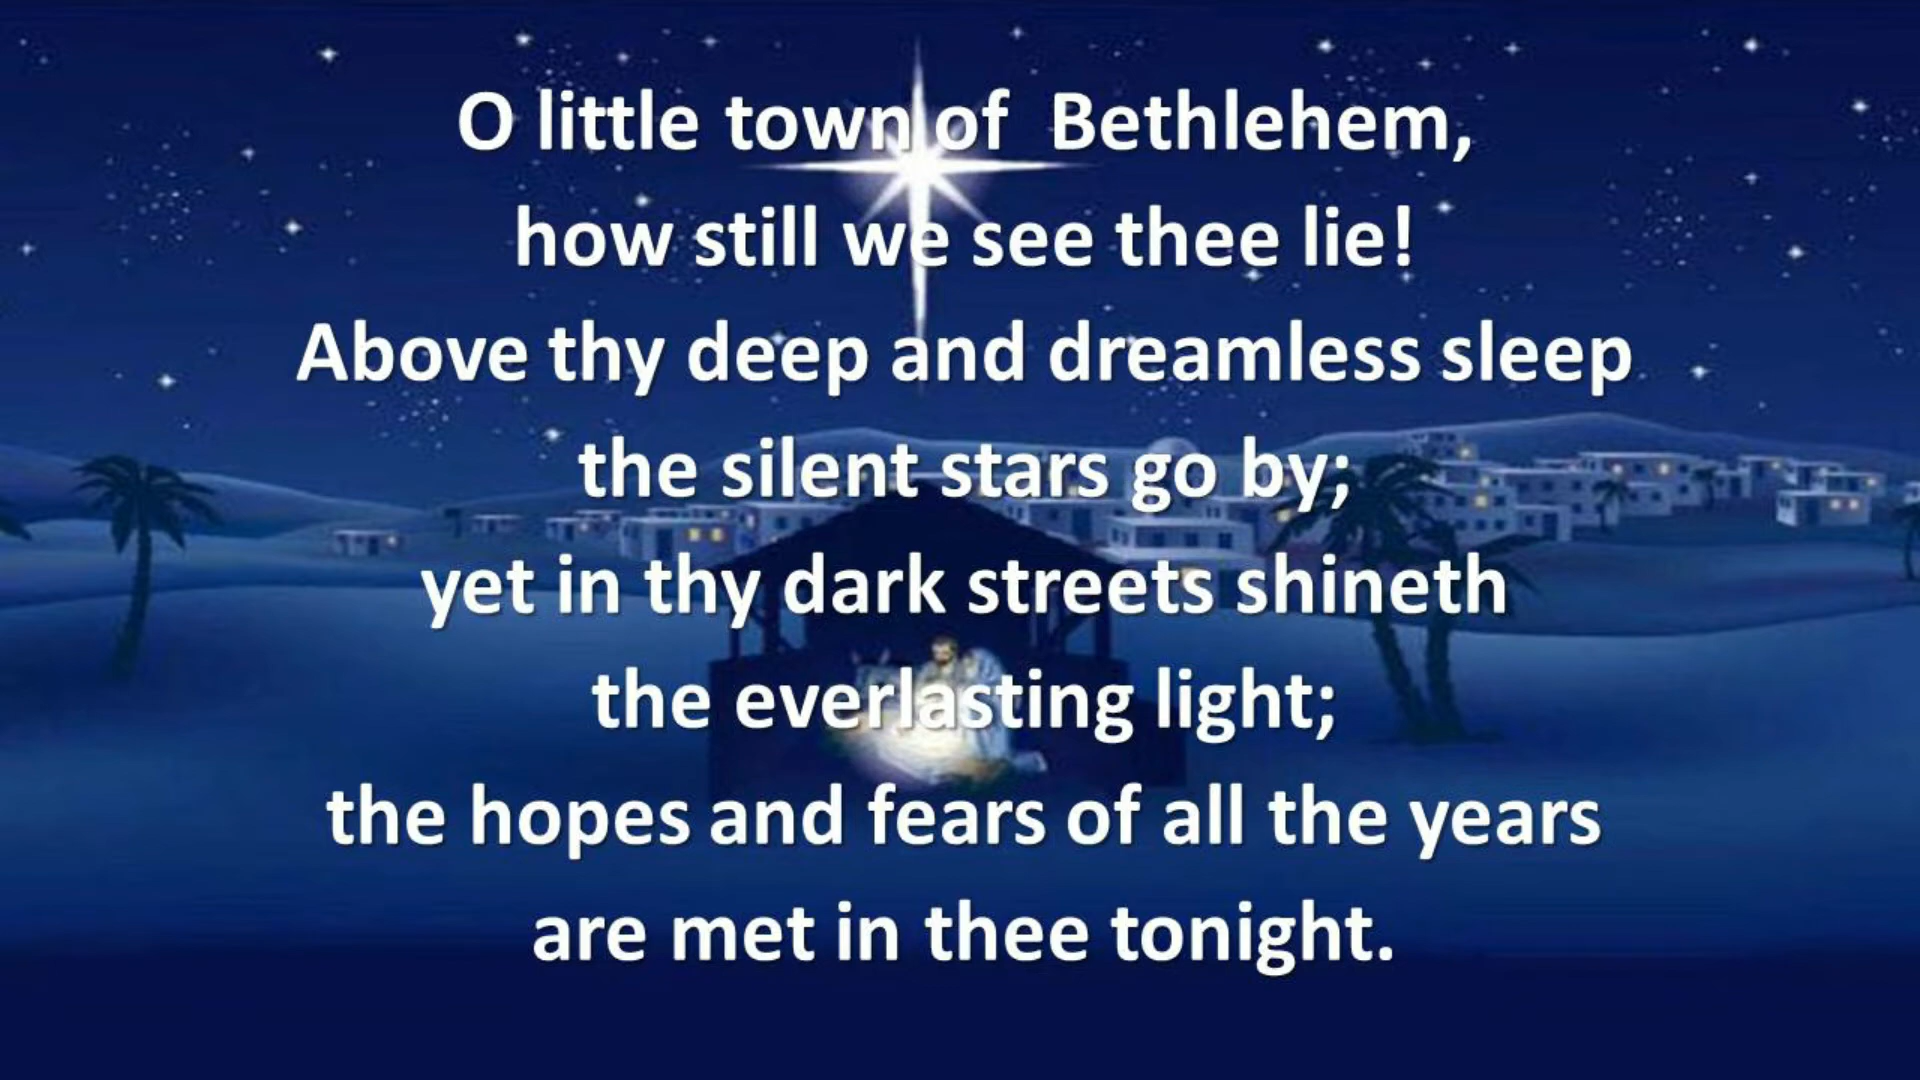 O little town of Bethlehem,
how still we see thee lie!
Above thy deep and dreamless sleep
the silent stars go by;
yet in thy dark streets shineth
the everlasting light;
the hopes and fears of all the years
are met in thee tonight.